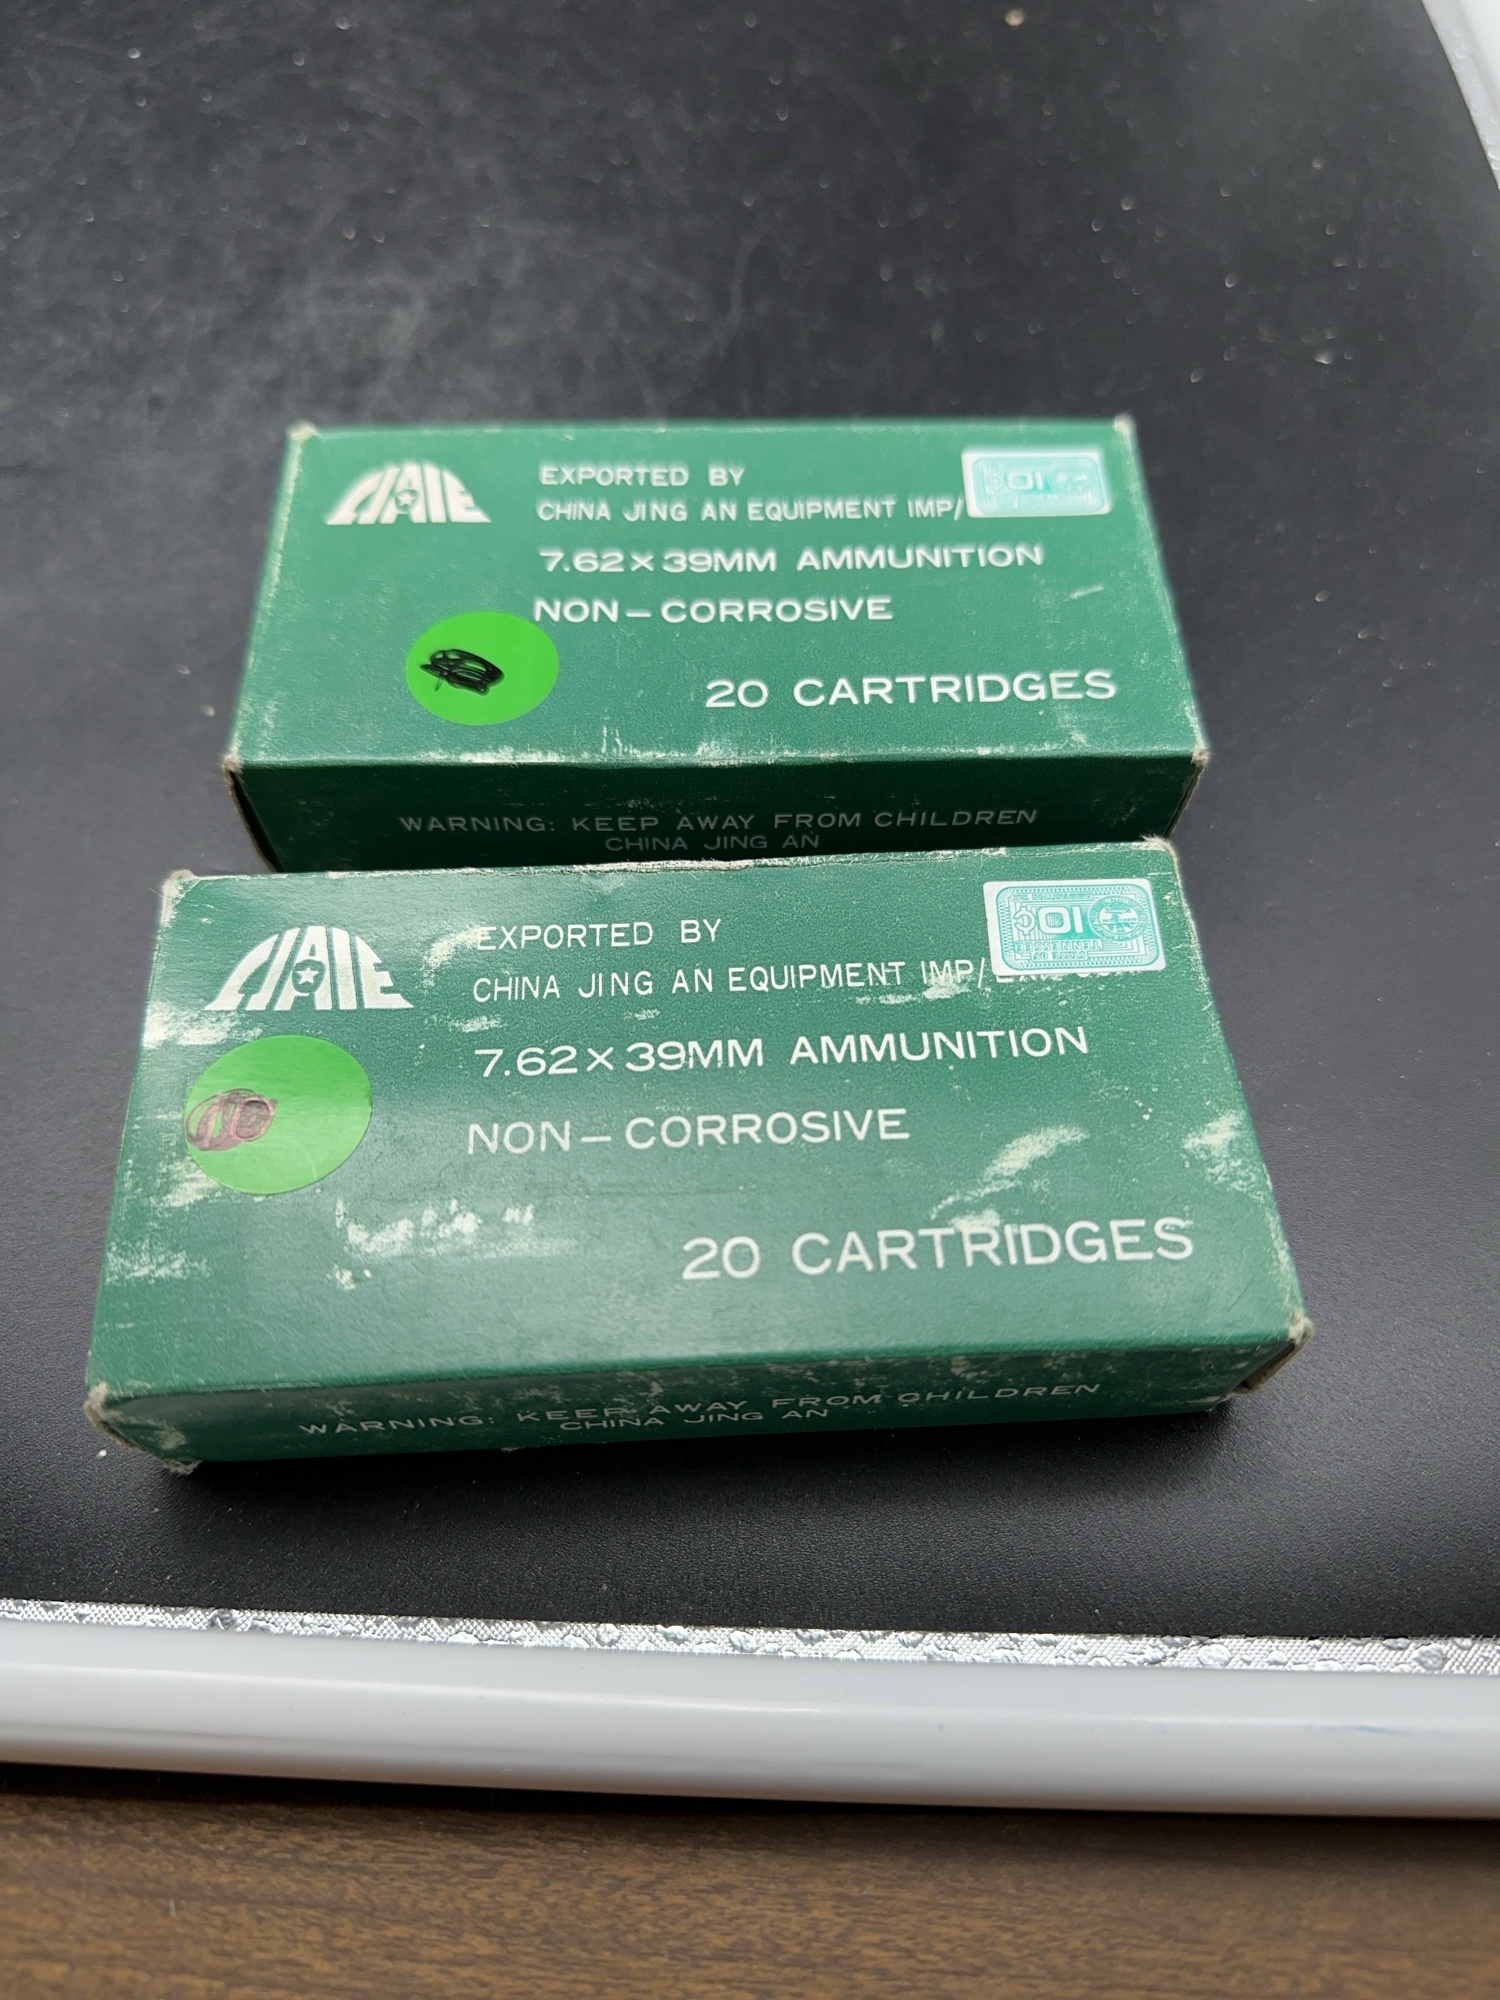 EXPORTED BY
CHINA JING AN EQUIPMENT IMP/
7.62×39MM AMMUNITION
NON-CORROSIVE
20 CARTRIDGES
WARNING: KEEP AWAY FROM CHILDREN
CHINA JING AN
EXPORTED BY
CHINA JING AN EQUIPMENT IMP/
7.62×39MM AMMUNITION
NON-CORROSIVE
20 CARTRIDGES
WARNING: KEEP AWAY FROM CHILDREN
CHINA JING AN